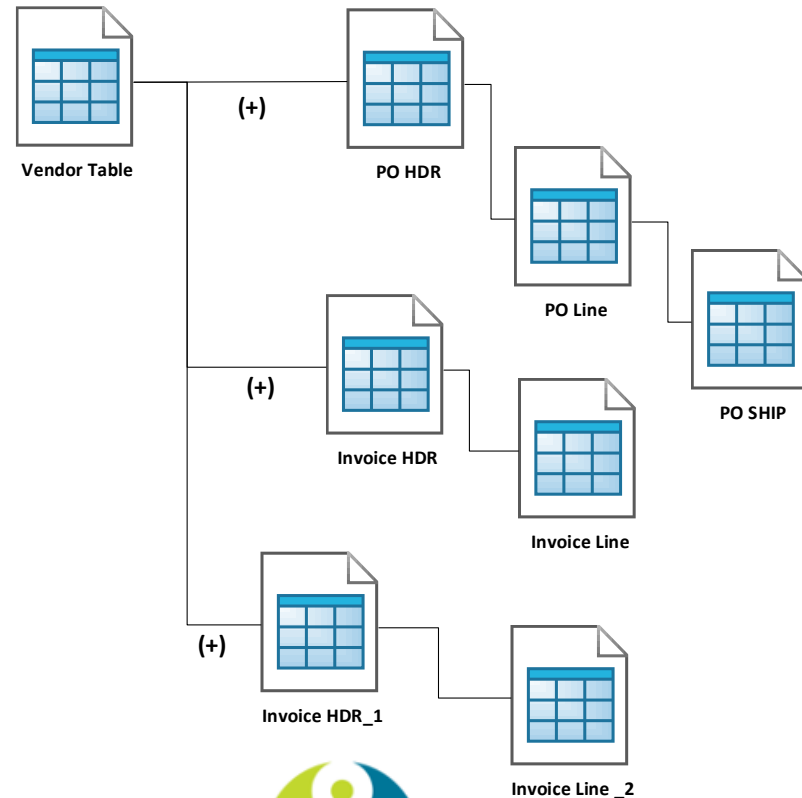 (+)
Vendor Table
PO HDR
PO Line
PO SHIP
(+)
Invoice HDR
Invoice Line
(+)
Invoice HDR_1
Invoice Line _2